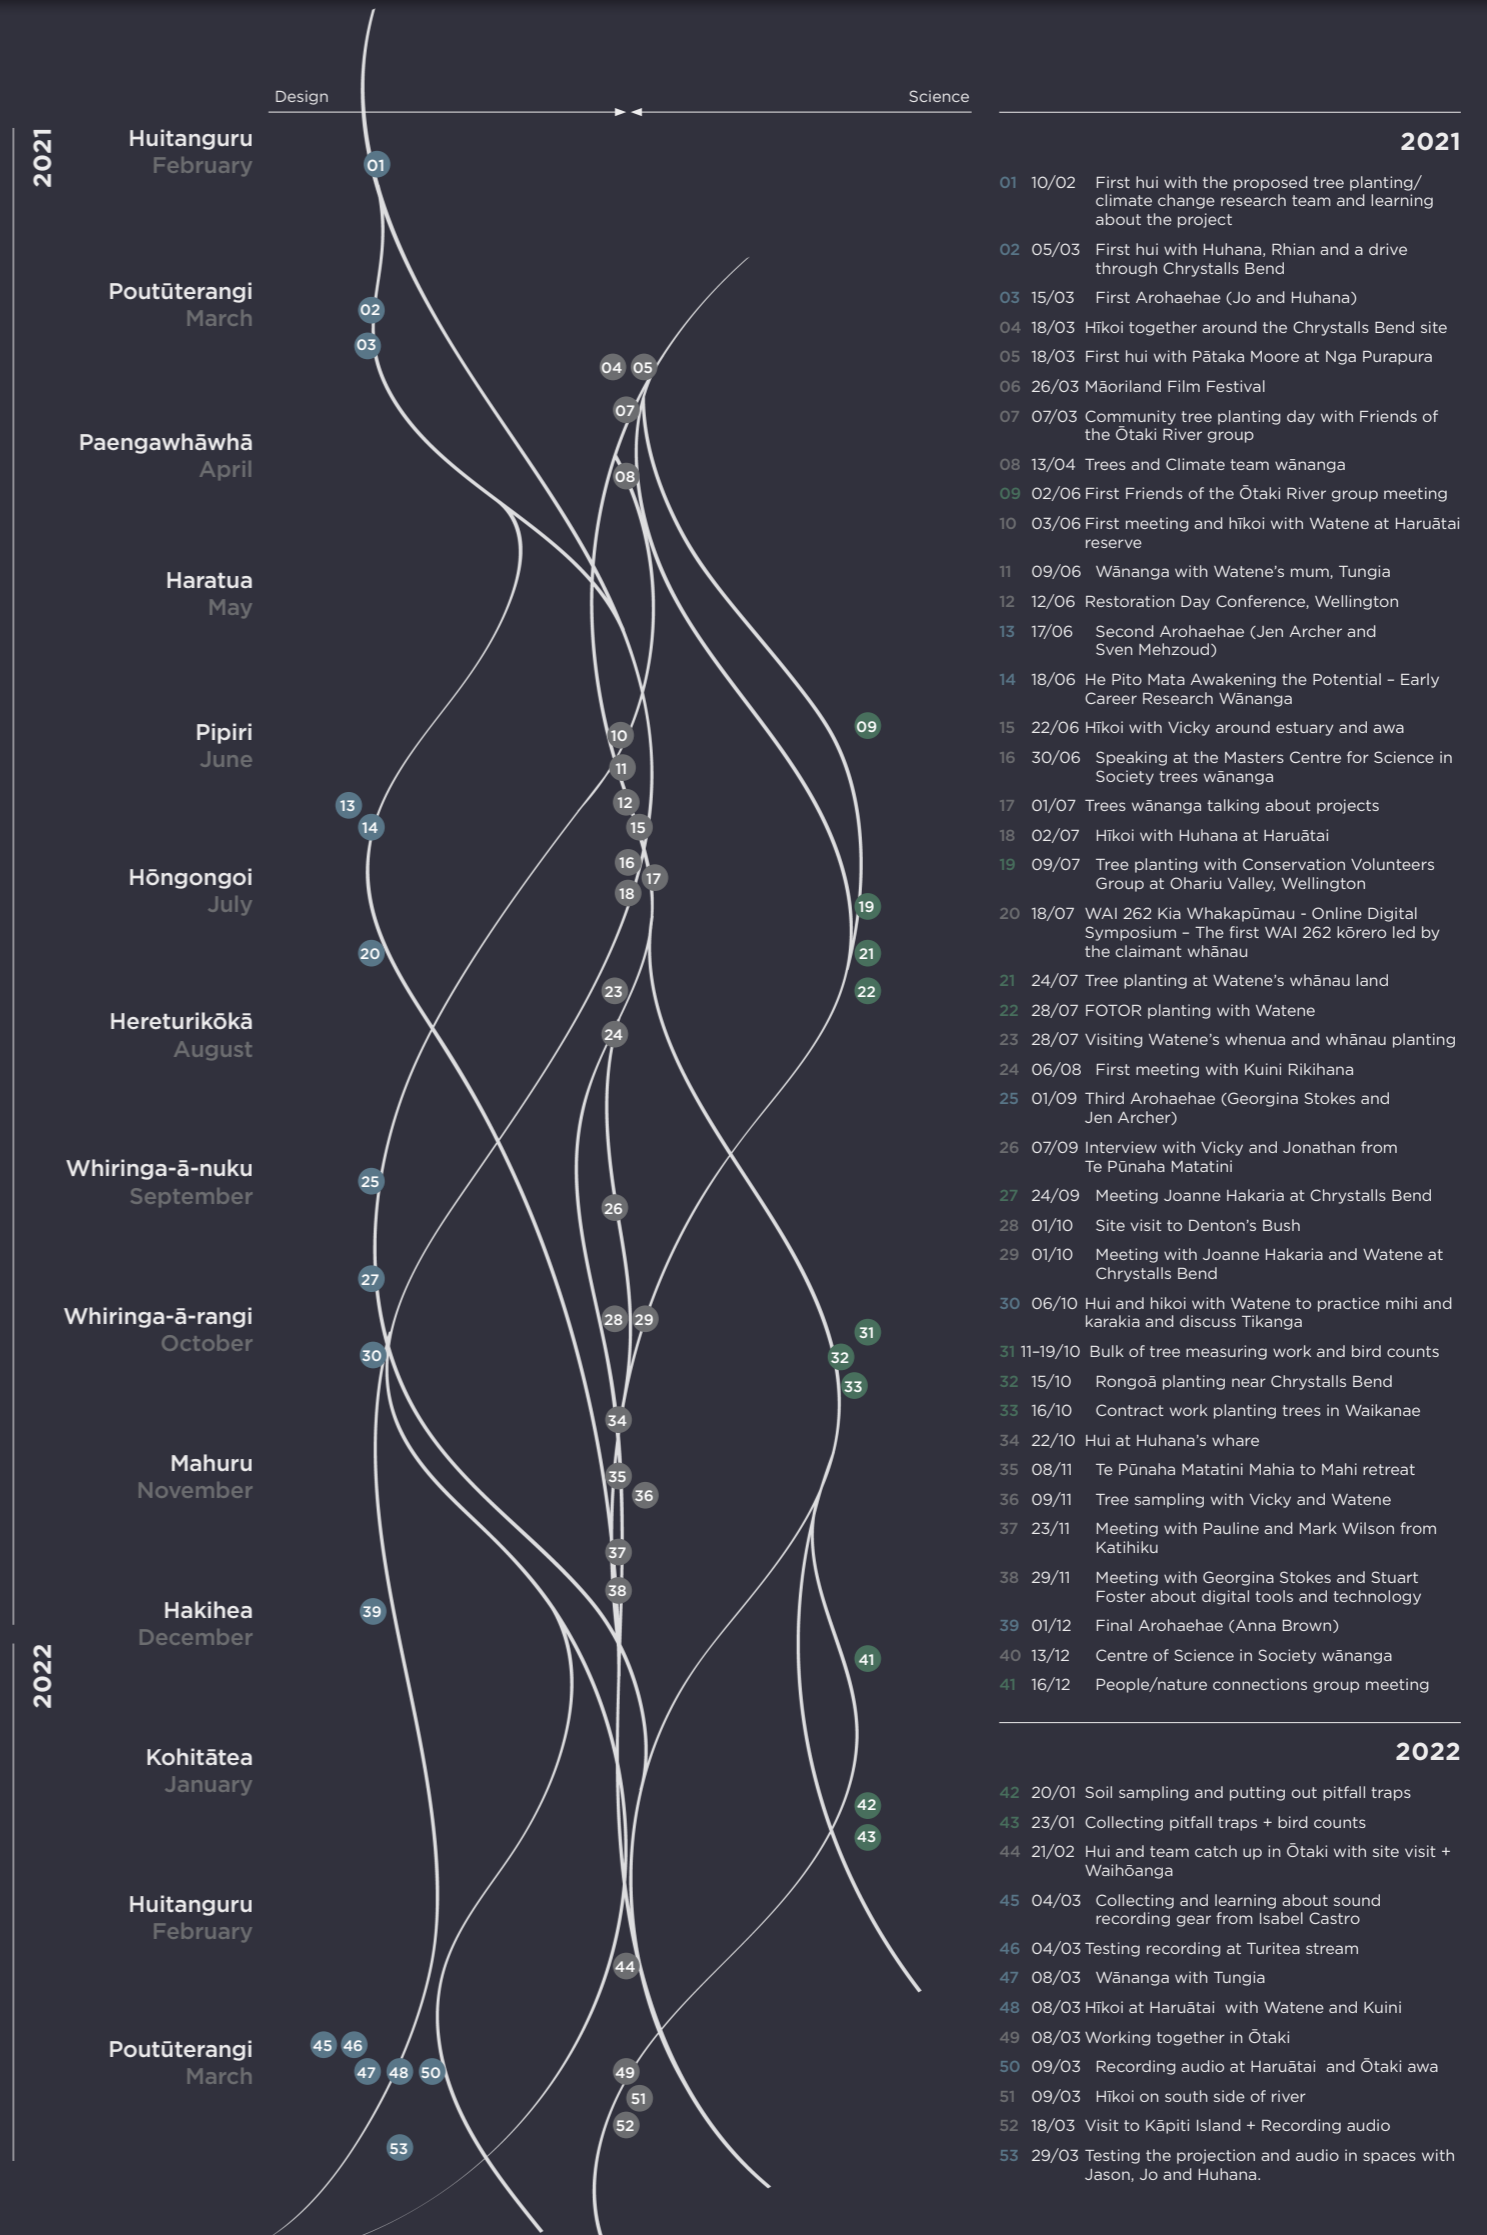 Design
Science
2021
Huitanguru
February
Poutūterangi
March
Paengawhāwhā
April
Haratua
May
Pipiri
June
Hōngongoi
July
Hereturikōkā
August
Whiringa-ā-nuku
September
Whiringa-ā-rangi
October
Mahuru
November
Hakihea
December
2022
Kohitātea
January
Huitanguru
February
Poutūterangi
March
01
02
03
04 05
07
08
09
10
11
12
13
14
15
16
17
18
19
20
21
22
23
24
25
26
27
28 29
30
31
32
33
34
35
36
37
38
39
41
42
43
44
45 46
47 48 50
49
51
52
53
2021
01 10/02 First hui with the proposed tree planting/
climate change research team and learning
about the project
02 05/03 First hui with Huhana, Rhian and a drive
through Chrystalls Bend
03 15/03 First Arohaehae (Jo and Huhana)
04 18/03 Hīkoi together around the Chrystalls Bend site
05 18/03 First hui with Pātaka Moore at Nga Purapura
06 26/03 Māoriland Film Festival
07 07/03 Community tree planting day with Friends of
the Ōtaki River group
08 13/04 Trees and Climate team wānanga
09 02/06 First Friends of the Ōtaki River group meeting
10 03/06 First meeting and hīkoi with Watene at Haruātai
reserve
11 09/06 Wānanga with Watene’s mum, Tungia
12 12/06 Restoration Day Conference, Wellington
13 17/06 Second Arohaehae (Jen Archer and
Sven Mehzoud)
14 18/06 He Pito Mata Awakening the Potential – Early
Career Research Wānanga
15 22/06 Hīkoi with Vicky around estuary and awa
16 30/06 Speaking at the Masters Centre for Science in
Society trees wānanga
17 01/07 Trees wānanga talking about projects
18 02/07 Hīkoi with Huhana at Haruātai
19 09/07 Tree planting with Conservation Volunteers
Group at Ohariu Valley, Wellington
20 18/07 WAI 262 Kia Whakapūmau - Online Digital
Symposium – The first WAI 262 kōrero led by
the claimant whānau
21 24/07 Tree planting at Watene’s whānau land
22 28/07 FOTOR planting with Watene
23 28/07 Visiting Watene’s whenua and whānau planting
24 06/08 First meeting with Kuini Rikihana
25 01/09 Third Arohaehae (Georgina Stokes and
Jen Archer)
26 07/09 Interview with Vicky and Jonathan from
Te Pūnaha Matatini
27 24/09 Meeting Joanne Hakaria at Chrystalls Bend
28 01/10 Site visit to Denton’s Bush
29 01/10 Meeting with Joanne Hakaria and Watene at
Chrystalls Bend
30 06/10 Hui and hikoi with Watene to practice mihi and
karakia and discuss Tikanga
31 11–19/10 Bulk of tree measuring work and bird counts
32 15/10 Rongoā planting near Chrystalls Bend
33 16/10 Contract work planting trees in Waikanae
34 22/10 Hui at Huhana’s whare
35 08/11 Te Pūnaha Matatini Mahia to Mahi retreat
36 09/11 Tree sampling with Vicky and Watene
37 23/11 Meeting with Pauline and Mark Wilson from
Katihiku
38 29/11 Meeting with Georgina Stokes and Stuart
Foster about digital tools and technology
39 01/12 Final Arohaehae (Anna Brown)
40 13/12 Centre of Science in Society wānanga
41 16/12 People/nature connections group meeting
2022
42 20/01 Soil sampling and putting out pitfall traps
43 23/01 Collecting pitfall traps + bird counts
44 21/02 Hui and team catch up in Ōtaki with site visit +
Waihōanga
45 04/03 Collecting and learning about sound
recording gear from Isabel Castro
46 04/03 Testing recording at Turitea stream
47 08/03 Wānanga with Tungia
48 08/03 Hīkoi at Haruātai with Watene and Kuini
49 08/03 Working together in Ōtaki
50 09/03 Recording audio at Haruātai and Ōtaki awa
51 09/03 Hīkoi on south side of river
52 18/03 Visit to Kāpiti Island + Recording audio
53 29/03 Testing the projection and audio in spaces with
Jason, Jo and Huhana.